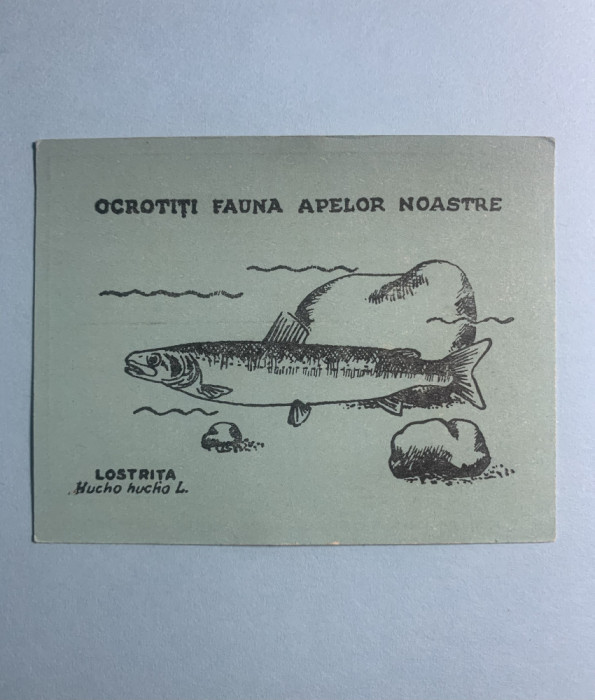 OCROTIȚI FAUNA APELOR NOASTRE
LOSTRIȚA
Hucho hucho L.